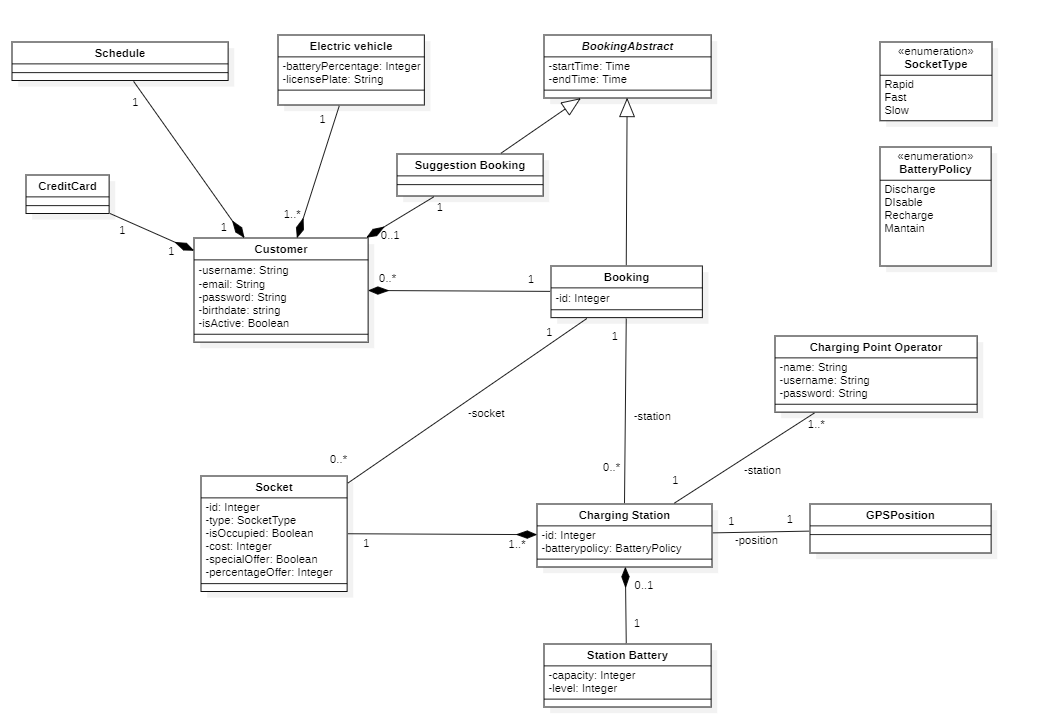 Schedule
Electric vehicle
-batteryPercentage: Integer
-licensePlate: String
BookingAbstract
-startTime: Time
-endTime: Time
«enumeration»
SocketType
Rapid
Fast
Slow
1
1
Suggestion Booking
«enumeration»
BatteryPolicy
Discharge
DIsable
Recharge
Mantain
CreditCard
1
1
1
1
1..*
0..1
Customer
-username: String
-email: String
-password: String
-birthdate: string
-isActive: Boolean
0..*
1
Booking
-id: Integer
1
1
Charging Point Operator
-name: String
-username: String
-password: String
-socket
-station
1..*
0..*
0..*
1
-station
Socket
-id: Integer
-type: SocketType
-isOccupied: Boolean
-cost: Integer
-specialOffer: Boolean
-percentageOffer: Integer
1
1..*
Charging Station
-id: Integer
-batterypolicy: BatteryPolicy
1
1
-position
GPSPosition
0..1
1
Station Battery
-capacity: Integer
-level: Integer